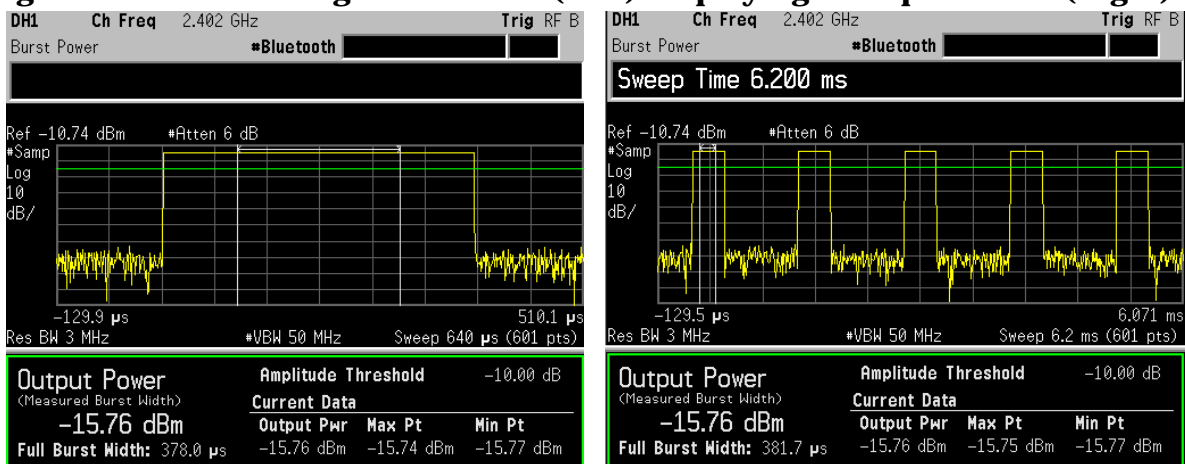 DH1 Ch Freq 2.402 GHz Trig RF B
Burst Power #Bluetooth
Ref −10.74 dBm #Atten 6 dB
#Samp
Log
10
dB/
−129.9 µs 510.1 µs
Res BW 3 MHz #VBW 50 MHz Sweep 640 µs (601 pts)
Output Power Amplitude Threshold −10.00 dB
(Measured Burst Width) Current Data
−15.76 dBm Output Pwr Max Pt Min Pt
Full Burst Width: 378.0 µs −15.76 dBm −15.74 dBm −15.77 dBm
DH1 Ch Freq 2.402 GHz Trig RF B
Burst Power #Bluetooth
Sweep Time 6.200 ms
Ref −10.74 dBm #Atten 6 dB
#Samp
Log
10
dB/
−129.5 µs 6.071 ms
Res BW 3 MHz #VBW 50 MHz Sweep 6.2 ms (601 pts)
Output Power Amplitude Threshold −10.00 dB
(Measured Burst Width) Current Data
−15.76 dBm Output Pwr Max Pt Min Pt
Full Burst Width: 381.7 µs −15.76 dBm −15.75 dBm −15.77 dBm